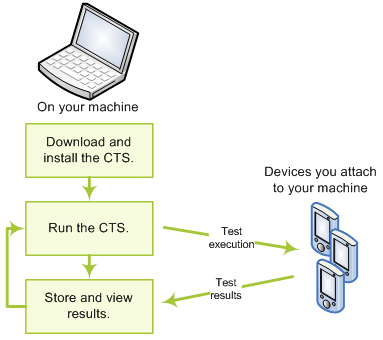 On your machine
Download and
install the CTS.
Devices you attach
to your machine
Run the CTS.
Test
execution
Test
results
Store and view
results.